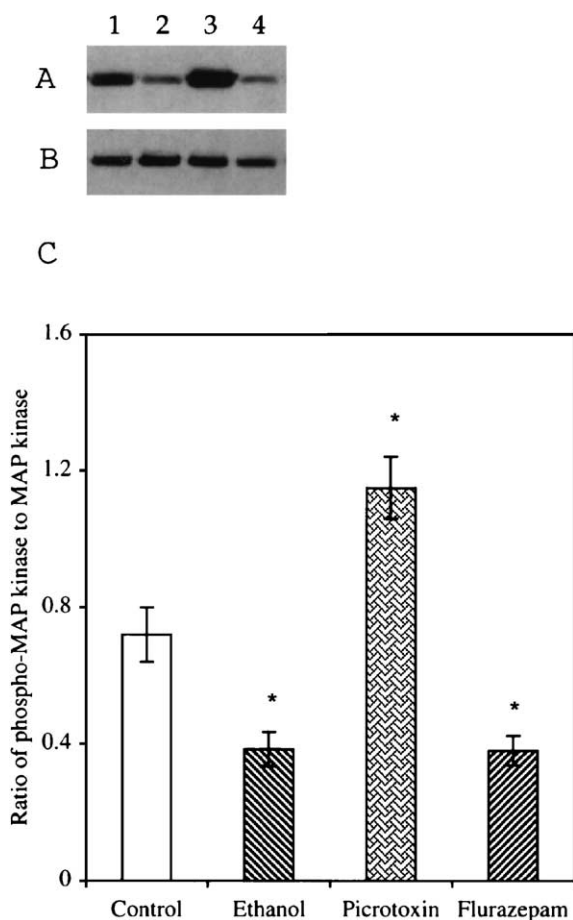 1 2 3 4
A
B
C
Ratio of phospho-MAP kinase to MAP kinase
1.6
1.2
0.8
0.4
0
*
*
*
Control Ethanol Picrotoxin Flurazepam